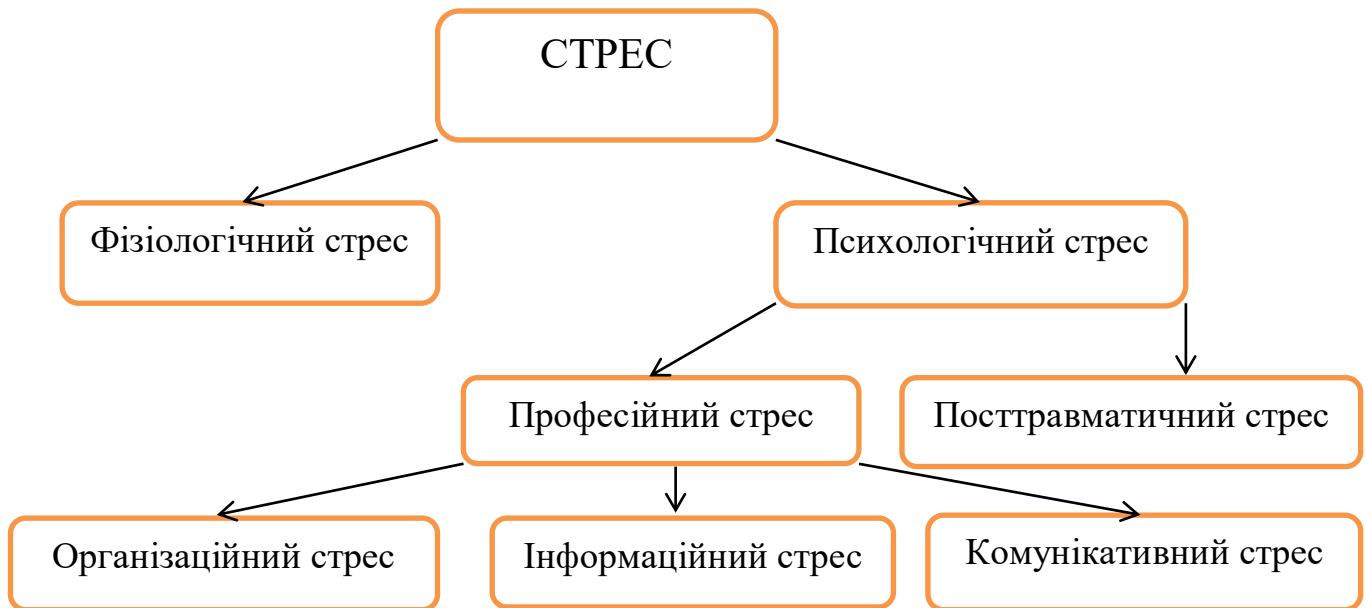 СТРЕС
Фізіологічний стрес
Психологічний стрес
Професійний стрес
Посттравматичний стрес
Організаційний стрес
Інформаційний стрес
Комунікативний стрес